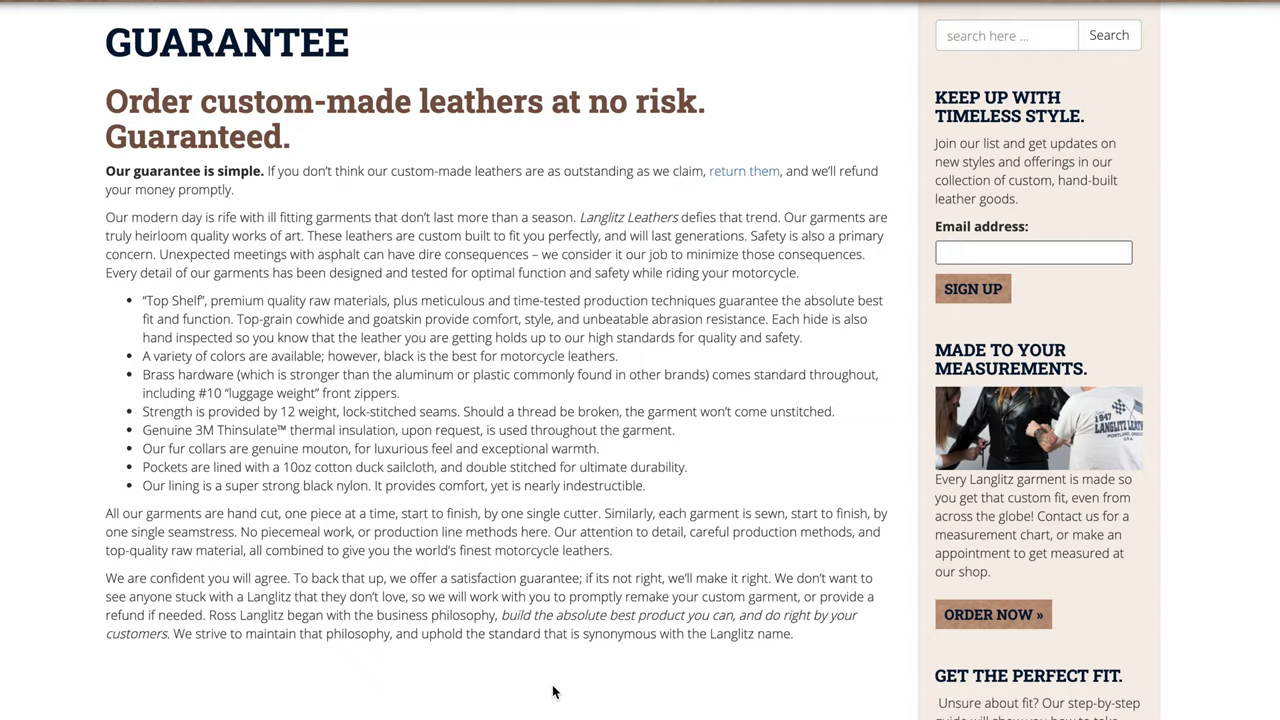 GUARANTEE
Order custom-made leathers at no risk.
Guaranteed.
Our guarantee is simple. If you don’t think our custom-made leathers are as outstanding as we claim, return them, and we’ll refund
your money promptly.
Our modern day is rife with ill fitting garments that don’t last more than a season. Langlitz Leathers defies that trend. Our garments are
truly heirloom quality works of art. These leathers are custom built to fit you perfectly, and will last generations. Safety is also a primary
concern. Unexpected meetings with asphalt can have dire consequences – we consider it our job to minimize those consequences.
Every detail of our garments has been designed and tested for optimal function and safety while riding your motorcycle.
“Top Shelf”, premium quality raw materials, plus meticulous and time-tested production techniques guarantee the absolute best
fit and function. Top-grain cowhide and goatskin provide comfort, style, and unbeatable abrasion resistance. Each hide is also
hand inspected so you know that the leather you are getting holds up to our high standards for quality and safety.
A variety of colors are available; however, black is the best for motorcycle leathers.
Brass hardware (which is stronger than the aluminum or plastic commonly found in other brands) comes standard throughout,
including #10 “luggage weight” front zippers.
Strength is provided by 12 weight, lock-stitched seams. Should a thread be broken, the garment won’t come unstitched.
Genuine 3M Thinsulate™ thermal insulation, upon request, is used throughout the garment.
Our fur collars are genuine mouton, for luxurious feel and exceptional warmth.
Pockets are lined with a 10oz cotton duck sailcloth, and double stitched for ultimate durability.
Our lining is a super strong black nylon. It provides comfort, yet is nearly indestructible.
All our garments are hand cut, one piece at a time, start to finish, by one single cutter. Similarly, each garment is sewn, start to finish, by
one single seamstress. No piecemeal work, or production line methods here. Our attention to detail, careful production methods, and
top-quality raw material, all combined to give you the world’s finest motorcycle leathers.
We are confident you will agree. To back that up, we offer a satisfaction guarantee; if its not right, we’ll make it right. We don’t want to
see anyone stuck with a Langlitz that they don’t love, so we will work with you to promptly remake your custom garment, or provide a
refund if needed. Ross Langlitz began with the business philosophy, build the absolute best product you can, and do right by your
customers. We strive to maintain that philosophy, and uphold the standard that is synonymous with the Langlitz name.
search here ...
Search
KEEP UP WITH
TIMELESS STYLE.
Join our list and get updates on
new styles and offerings in our
collection of custom, hand-built
leather goods.
Email address:
SIGN UP
MADE TO YOUR
MEASUREMENTS.
1947
LANGLITZ LEATH
PORTLAND, OREGON
Every Langlitz garment is made so
you get that custom fit, even from
across the globe! Contact us for a
measurement chart, or make an
appointment to get measured at
our shop.
ORDER NOW »
GET THE PERFECT FIT.
Unsure about fit? Our step-by-step